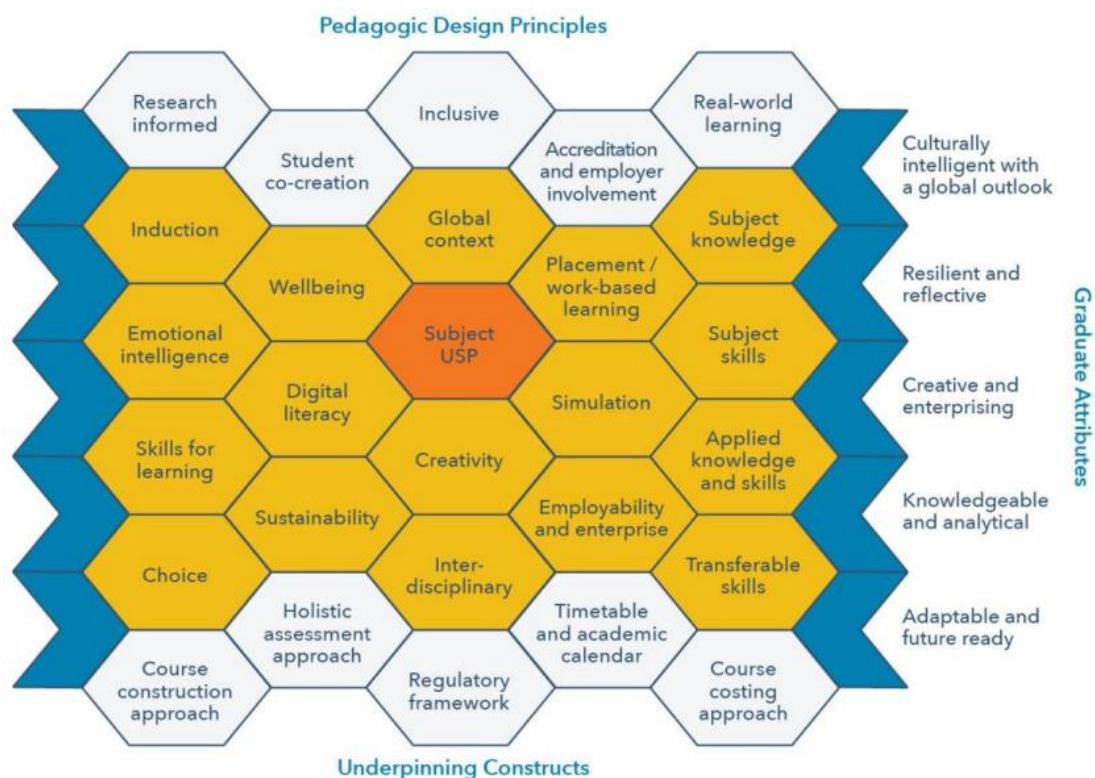 Pedagogic Design Principles
Research
informed
Inclusive
Real-world
learning
Student
co-creation
Accreditation
and employer
involvement
Culturally
intelligent with
a global outlook
Induction
Global
context
Subject
knowledge
Wellbeing
Placement /
work-based
learning
Resilient and
reflective
Emotional
intelligence
Subject
USP
Subject
skills
Digital
literacy
Simulation
Creative and
enterprising
Graduate Attributes
Skills for
learning
Creativity
Applied
knowledge
and skills
Sustainability
Employability
and enterprise
Knowledgeable
and analytical
Choice
Inter-
disciplinary
Transferable
skills
Holistic
assessment
approach
Timetable
and academic
calendar
Adaptable and
future ready
Course
construction
approach
Regulatory
framework
Course
costing
approach
Underpinning Constructs